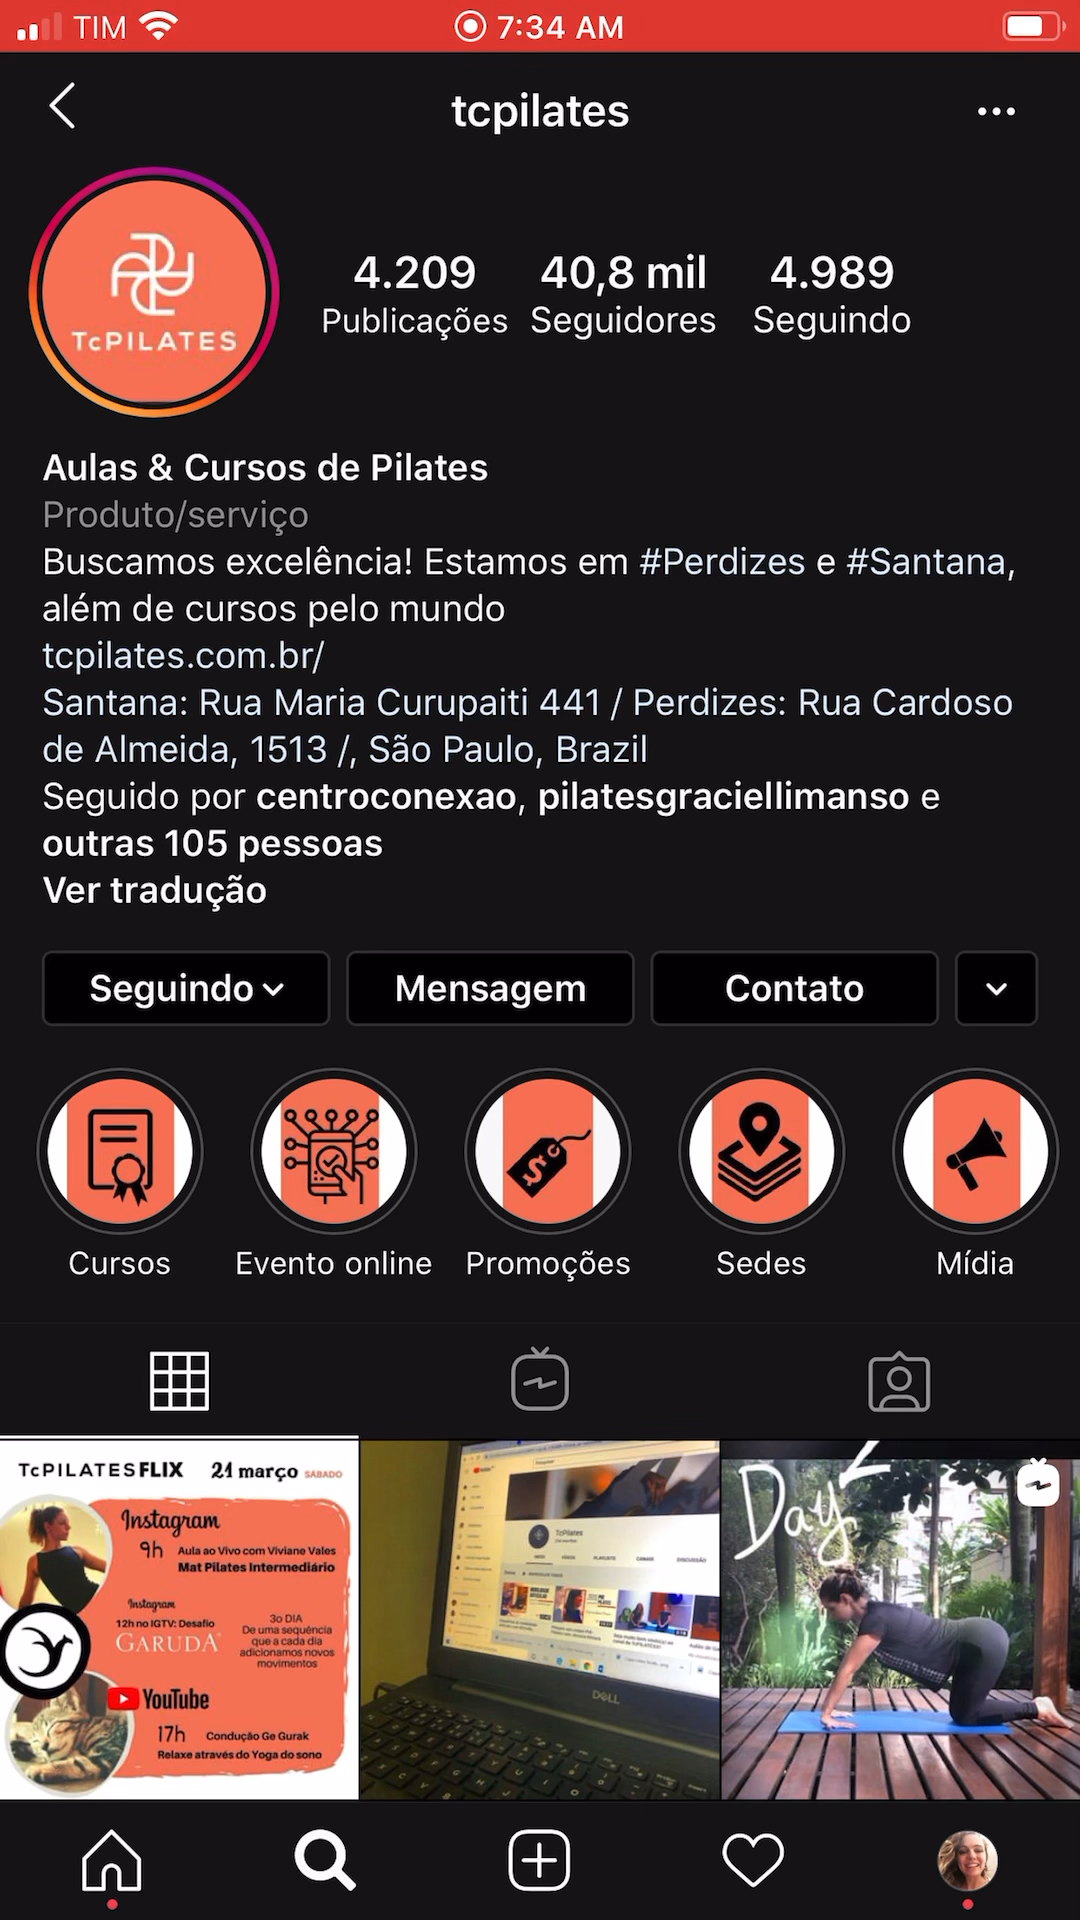 TIM 7:34 AM
tcpilates
TcPILATES
4.209 40,8 mil 4.989
Publicações Seguidores Seguindo
Aulas & Cursos de Pilates
Produto/serviço
Buscamos excelência! Estamos em #Perdizes e #Santana,
além de cursos pelo mundo
tcpilates.com.br/
Santana: Rua Maria Curupaiti 441 / Perdizes: Rua Cardoso
de Almeida, 1513 /, São Paulo, Brazil
Seguido por centroconexao, pilatesgraciellimanso e
outras 105 pessoas
Ver tradução
Seguindo Mensagem Contato
Cursos Evento online Promoções Sedes Mídia
TcPILATESFLIX 21 março SÁBADO
Instagram
9h Aula ao Vivo com Viviane Vales
Mat Pilates Intermediário
Instagram
12h no IGTV: Desafio
GARUDA
3o DIA
De uma sequência
que a cada dia
adicionamos novos
movimentos
YouTube
17h Condução Ge Gurak
Relaxe através do Yoga do sono
TcPilates
DELL
Day 2